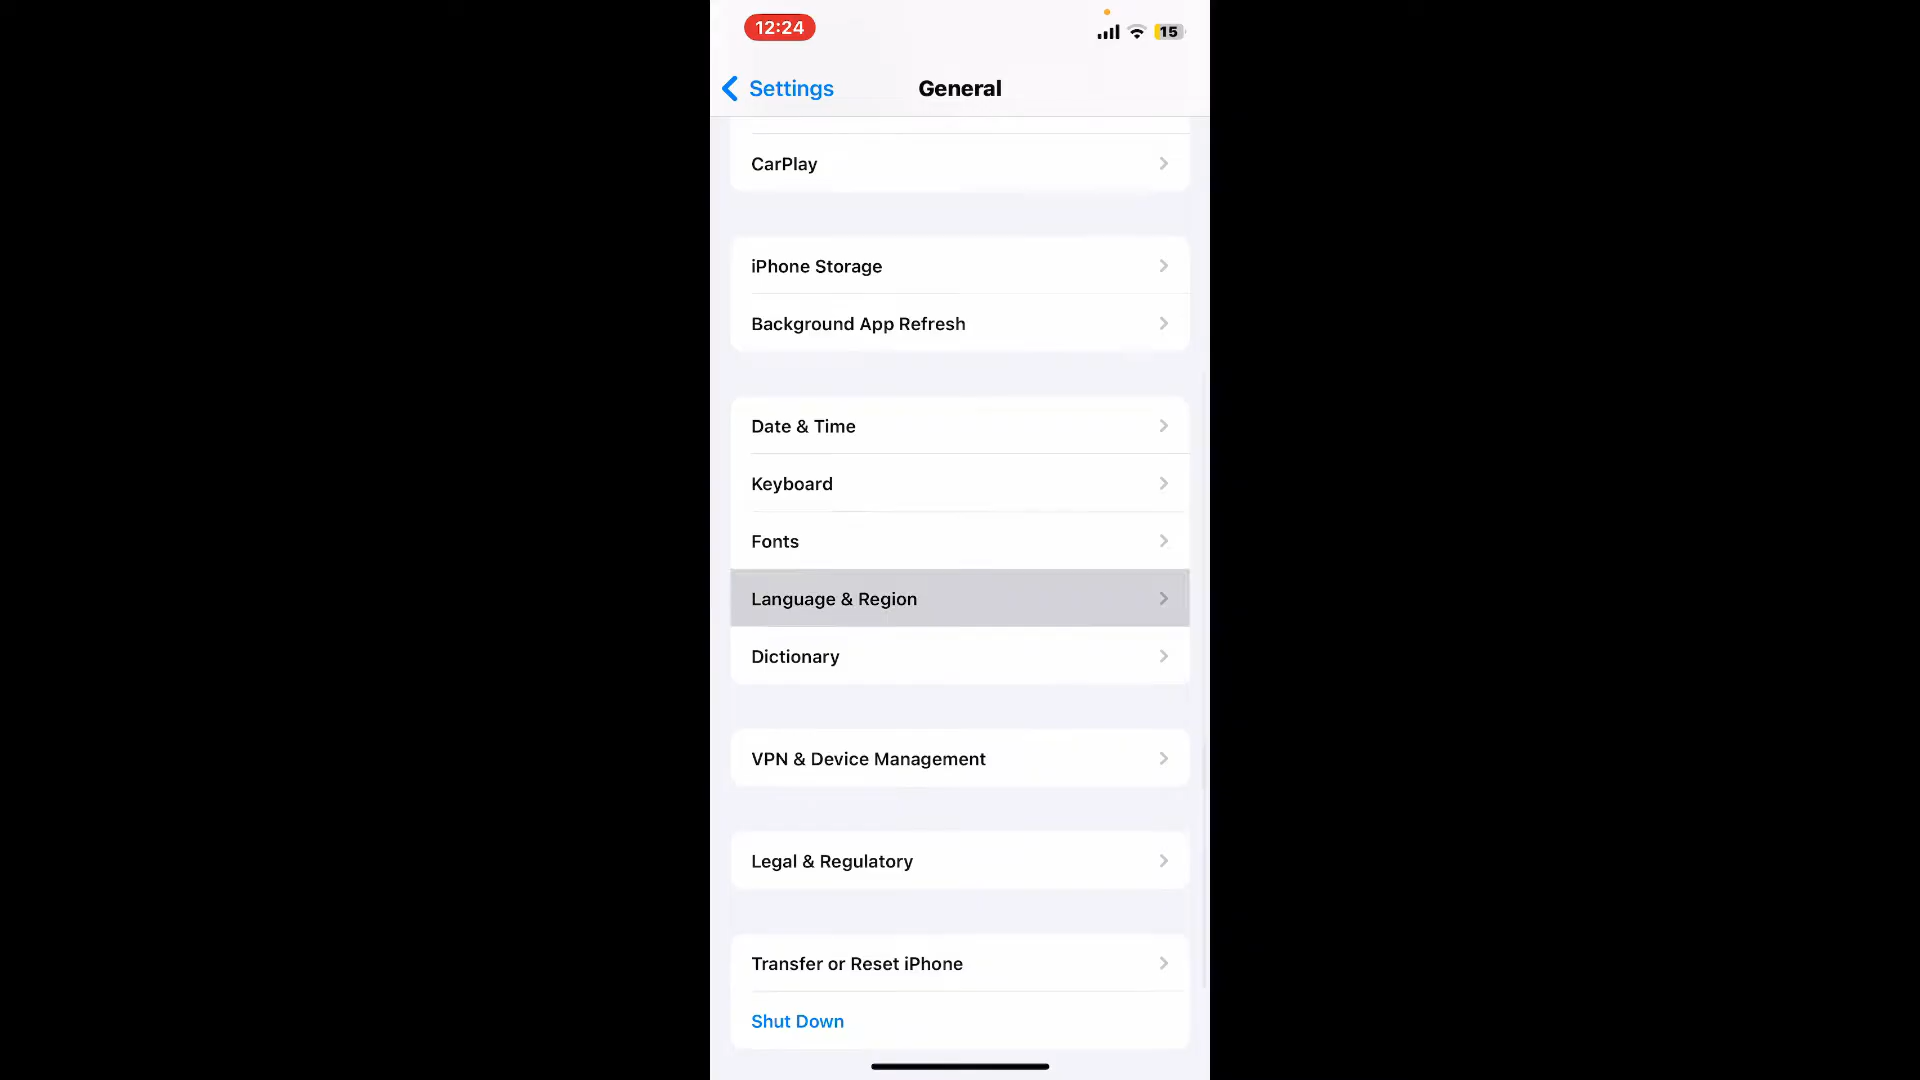 12:24
15
Settings
General
CarPlay
iPhone Storage
Background App Refresh
Date & Time
Keyboard
Fonts
Language & Region
Dictionary
VPN & Device Management
Legal & Regulatory
Transfer or Reset iPhone
Shut Down